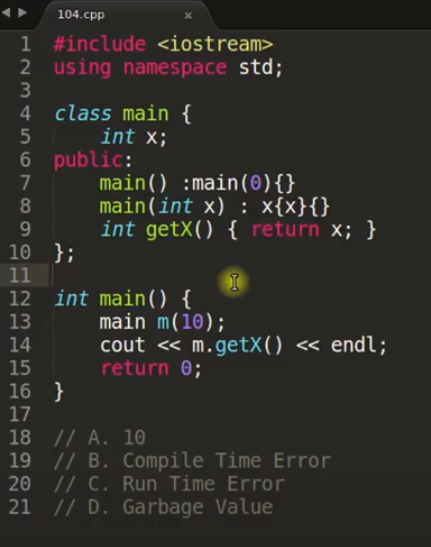 104.cpp
1 #include <iostream>
2 using namespace std;
3
4 class main {
5     int x;
6 public:
7     main() :main(0){}
8     main(int x) : x{x}{}
9     int getX() { return x; }
10 };
11
12 int main() {
13     main m(10);
14     cout << m.getX() << endl;
15     return 0;
16 }
17
18 // A. 10
19 // B. Compile Time Error
20 // C. Run Time Error
21 // D. Garbage Value